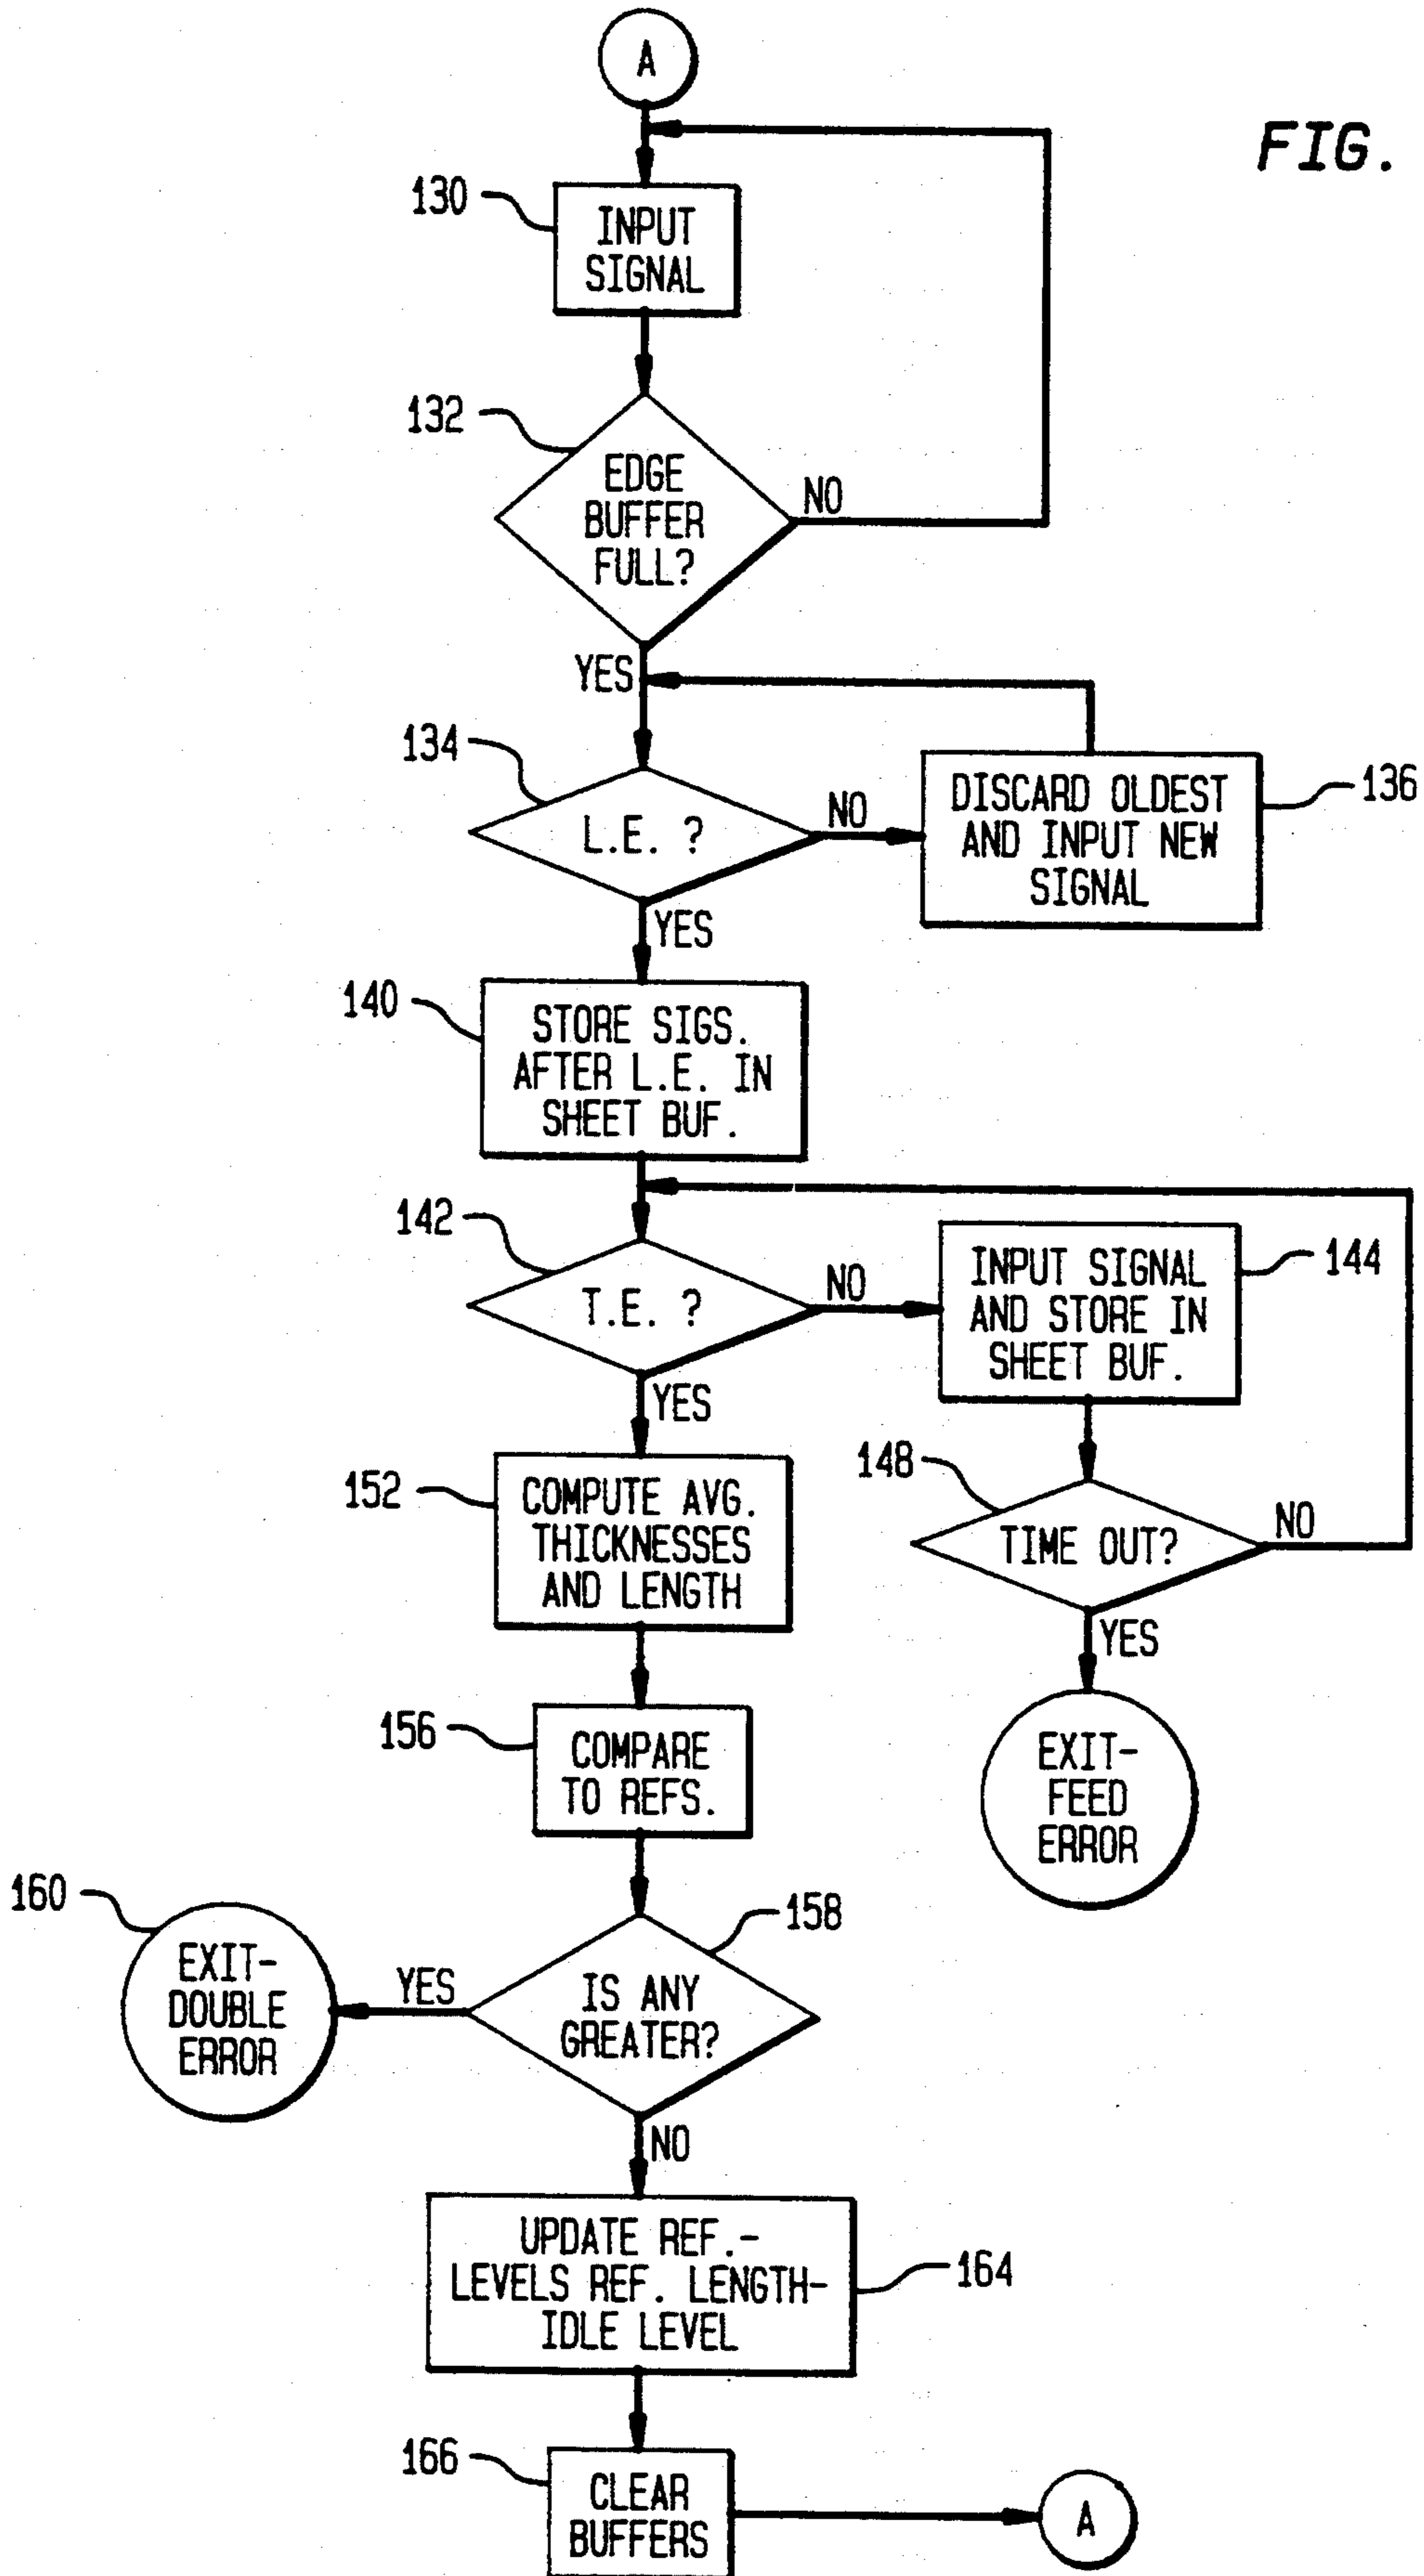 A
FIG.
130
INPUT
SIGNAL
132
EDGE
BUFFER
FULL?
NO
YES
134
L.E. ?
NO
DISCARD OLDEST
AND INPUT NEW
SIGNAL
136
YES
140
STORE SIGS.
AFTER L.E. IN
SHEET BUF.
142
T.E. ?
NO
INPUT SIGNAL
AND STORE IN
SHEET BUF.
144
YES
152
COMPUTE AVG.
THICKNESSES
AND LENGTH
148
TIME OUT?
NO
YES
EXIT-
FEED
ERROR
156
COMPARE
TO REFS.
160
EXIT-
DOUBLE
ERROR
YES
158
IS ANY
GREATER?
NO
UPDATE REF.-
LEVELS REF. LENGTH-
IDLE LEVEL
164
166
CLEAR
BUFFERS
A